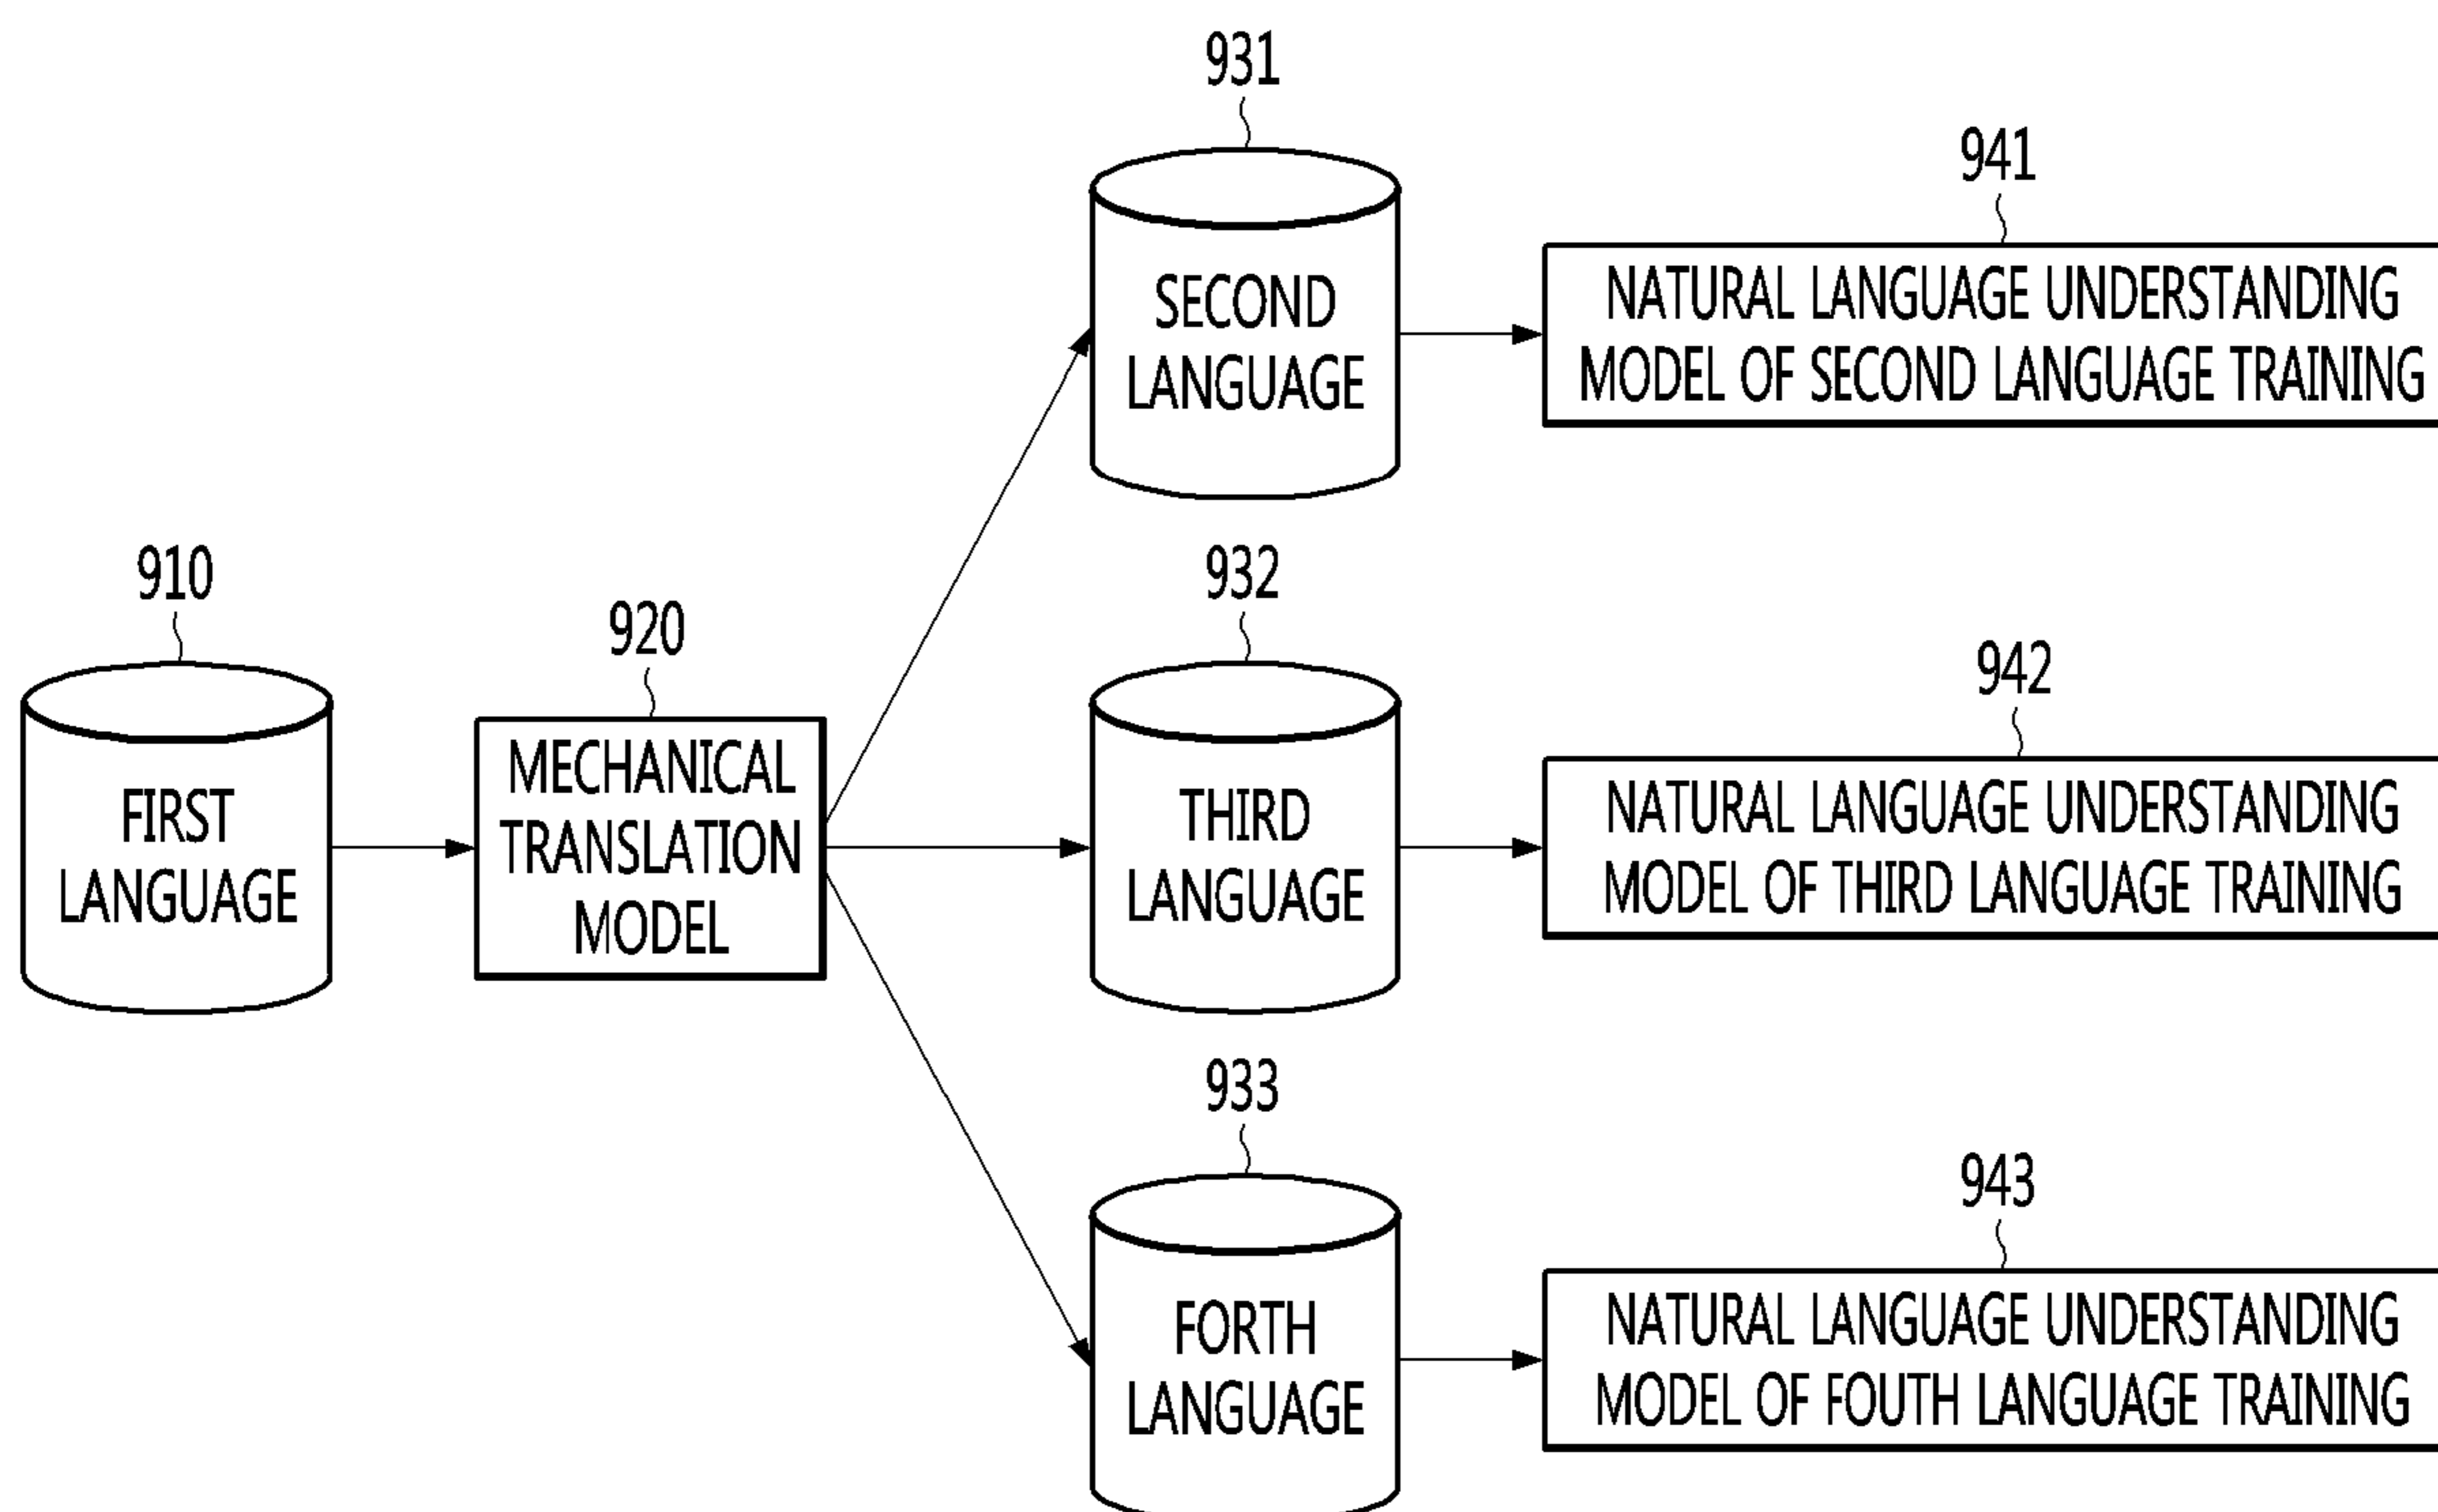 931
SECOND
LANGUAGE
941
NATURAL LANGUAGE UNDERSTANDING
MODEL OF SECOND LANGUAGE TRAINING
910
FIRST
LANGUAGE
920
MECHANICAL
TRANSLATION
MODEL
932
THIRD
LANGUAGE
942
NATURAL LANGUAGE UNDERSTANDING
MODEL OF THIRD LANGUAGE TRAINING
933
FORTH
LANGUAGE
943
NATURAL LANGUAGE UNDERSTANDING
MODEL OF FOUTH LANGUAGE TRAINING